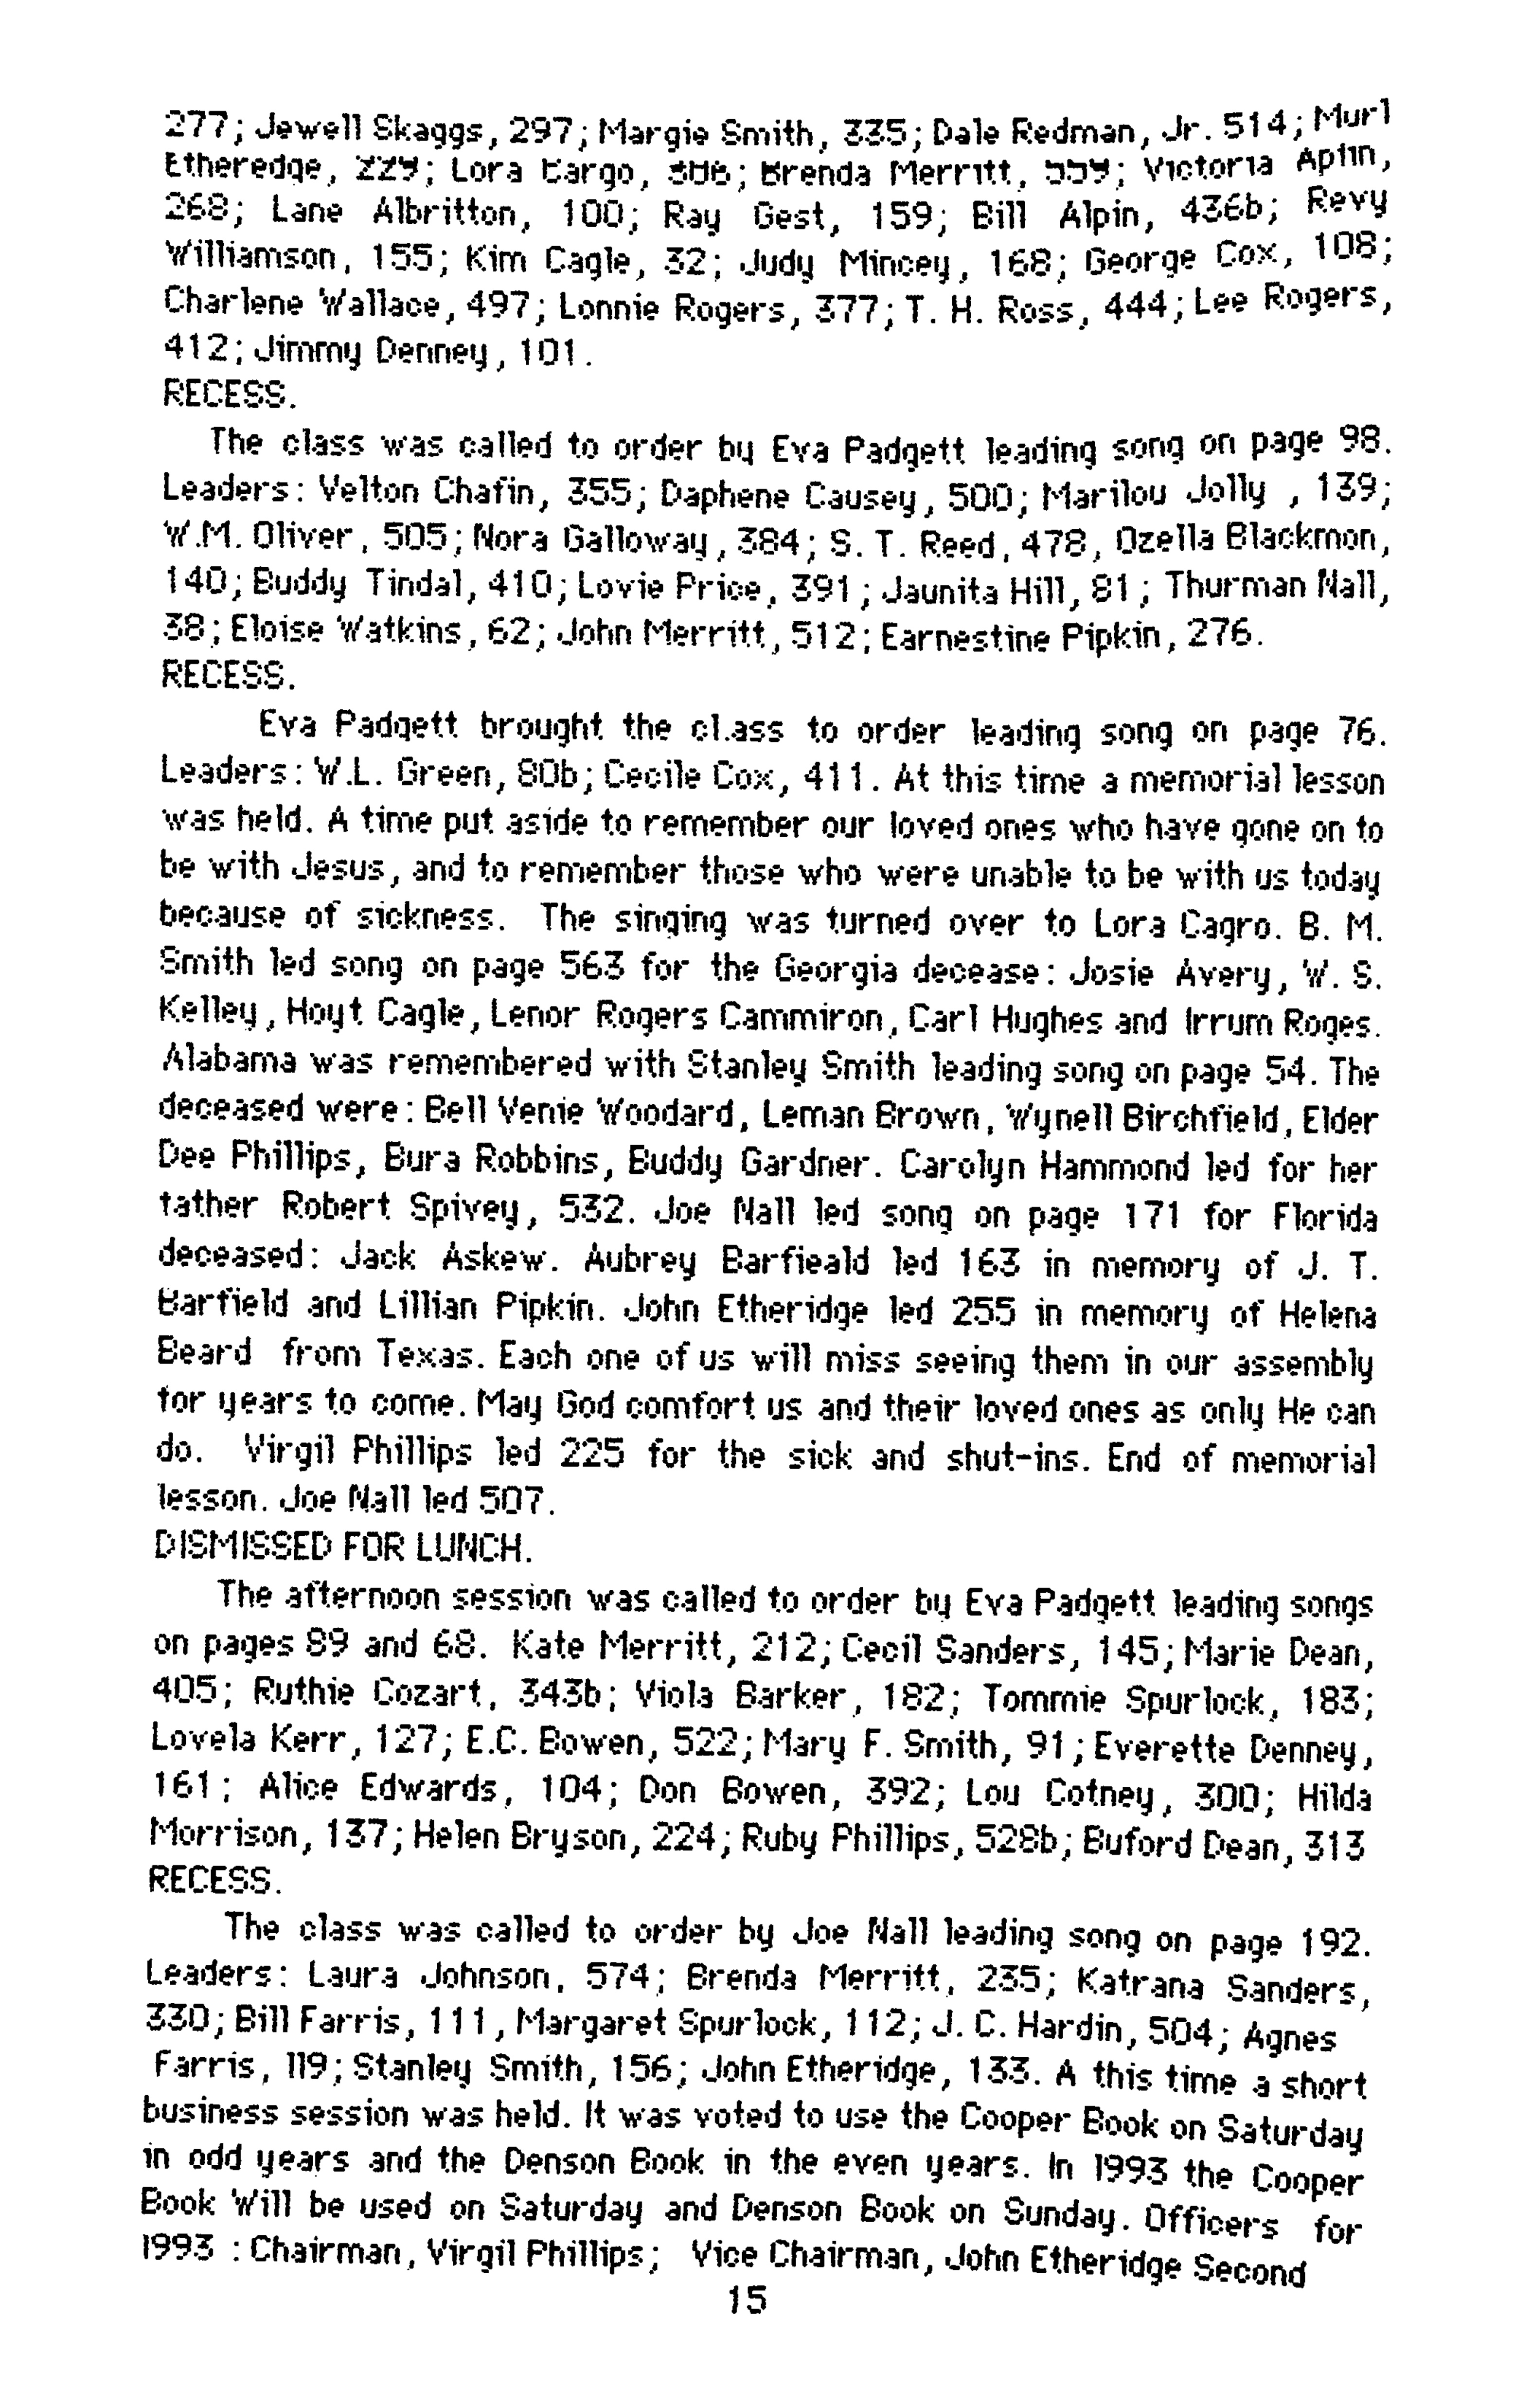 277; Jewell Skaggs, 297; Margie Smith, 335; Dale Redman, Jr. 514; Murl
Etheredge, 229; Lora Cargo, 386; Brenda Merritt, 559; Victoria Aplin,
268; Lane Albritton, 100; Ray Gest, 159; Bill Alpin, 436b; Revy
Williamson, 155; Kim Cagle, 32; Judy Mincey, 168; George Cox, 108;
Charlene Wallace, 497; Lonnie Rogers, 377; T. H. Ross, 444; Lee Rogers,
412; Jimmy Denney, 101.
RECESS.
The class was called to order by Eva Padgett leading song on page 98.
Leaders: Velton Chafin, 355; Daphene Causey, 500; Marilou Jolly , 139;
W.M. Oliver, 505; Nora Galloway, 384; S. T. Reed, 478, Ozella Blackmon,
140; Buddy Tindal, 410; Lovie Price, 391; Jaunita Hill, 81; Thurman Nall,
38; Eloise Watkins, 62; John Merritt, 512; Earnestine Pipkin, 276.
RECESS.
Eva Padgett brought the cl.ass to order leading song on page 76.
Leaders: W.L. Green, 80b; Cecile Cox, 411. At this time a memorial lesson
was held. A time put aside to remember our loved ones who have gone on to
be with Jesus, and to remember those who were unable to be with us today
because of sickness. The singing was turned over to Lora Cagro. B. M.
Smith led song on page 563 for the Georgia decease: Josie Avery, W. S.
Kelley, Hoyt Cagle, Lenor Rogers Cammiron, Carl Hughes and Irrum Roges.
Alabama was remembered with Stanley Smith leading song on page 54. The
deceased were: Bell Venie Woodard, Leman Brown, Wynell Birchfield, Elder
Dee Phillips, Bura Robbins, Buddy Gardner. Carolyn Hammond led for her
father Robert Spivey, 532. Joe Nall led song on page 171 for Florida
deceased: Jack Askew. Aubrey Barfieald led 163 in memory of J. T.
Barfield and Lillian Pipkin. John Etheridge led 255 in memory of Helena
Beard from Texas. Each one of us will miss seeing them in our assembly
for years to come. May God comfort us and their loved ones as only He can
do. Virgil Phillips led 225 for the sick and shut-ins. End of memorial
lesson. Joe Nall led 507.
DISMISSED FOR LUNCH.
The afternoon session was called to order by Eva Padgett leading songs
on pages 89 and 68. Kate Merritt, 212; Cecil Sanders, 145; Marie Dean,
405; Ruthie Cozart, 343b; Viola Barker, 182; Tommie Spurlock, 183;
Lovela Kerr, 127; E.C. Bowen, 522; Mary F. Smith, 91; Everette Denney,
161; Alice Edwards, 104; Don Bowen, 392; Lou Cotney, 300; Hilda
Morrison, 137; Helen Bryson, 224; Ruby Phillips, 528b; Buford Dean, 313
RECESS.
The class was called to order by Joe Nall leading song on page 192.
Leaders: Laura Johnson, 574; Brenda Merritt, 235; Katrana Sanders,
330; Bill Farris, 111, Margaret Spurlock, 112; J. C. Hardin, 504; Agnes
Farris, 119; Stanley Smith, 156; John Etheridge, 133. A this time a short
business session was held. It was voted to use the Cooper Book on Saturday
in odd years and the Denson Book in the even years. In 1993 the Cooper
Book Will be used on Saturday and Denson Book on Sunday. Officers for
1993 : Chairman, Virgil Phillips; Vice Chairman, John Etheridge Second
15